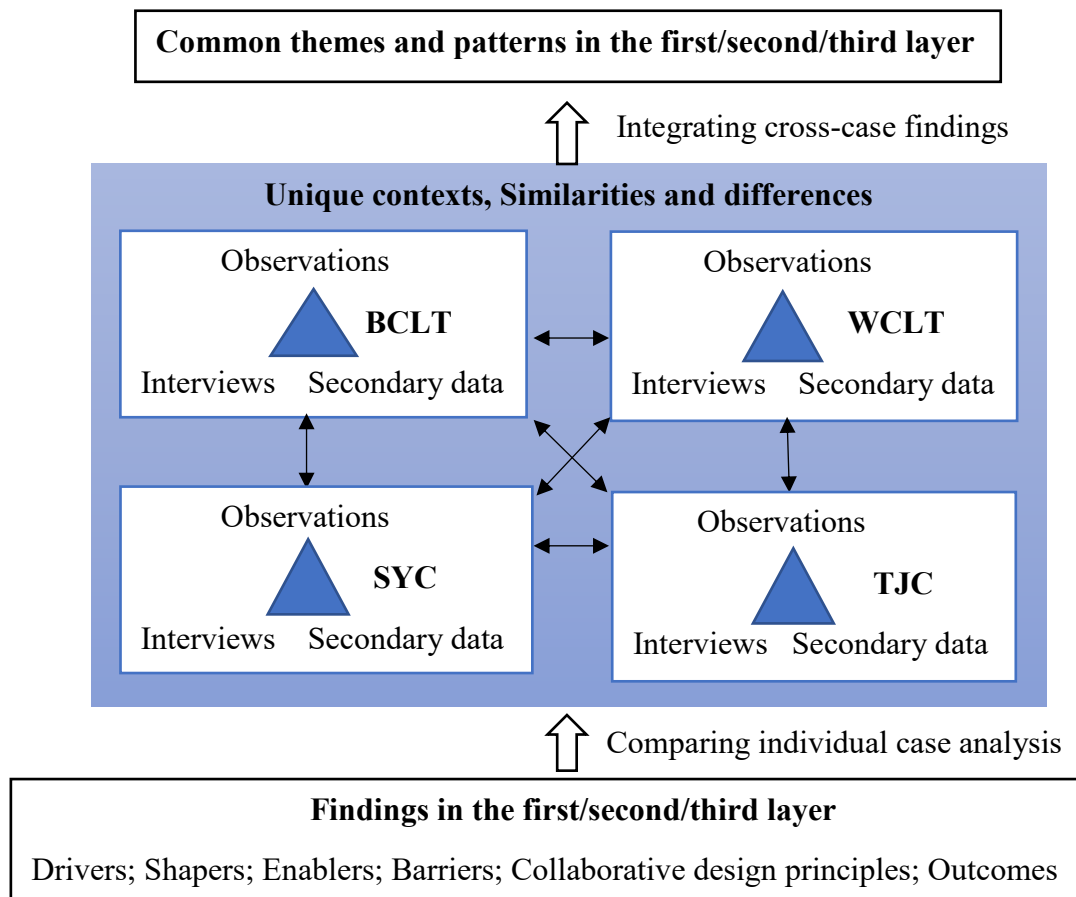 Common themes and patterns in the first/second/third layer
Integrating cross-case findings
Unique contexts, Similarities and differences
Observations
BCLT
Interviews Secondary data
Observations
WCLT
Interviews Secondary data
Observations
SYC
Interviews Secondary data
Observations
TJC
Interviews Secondary data
Comparing individual case analysis
Findings in the first/second/third layer
Drivers; Shapers; Enablers; Barriers; Collaborative design principles; Outcomes